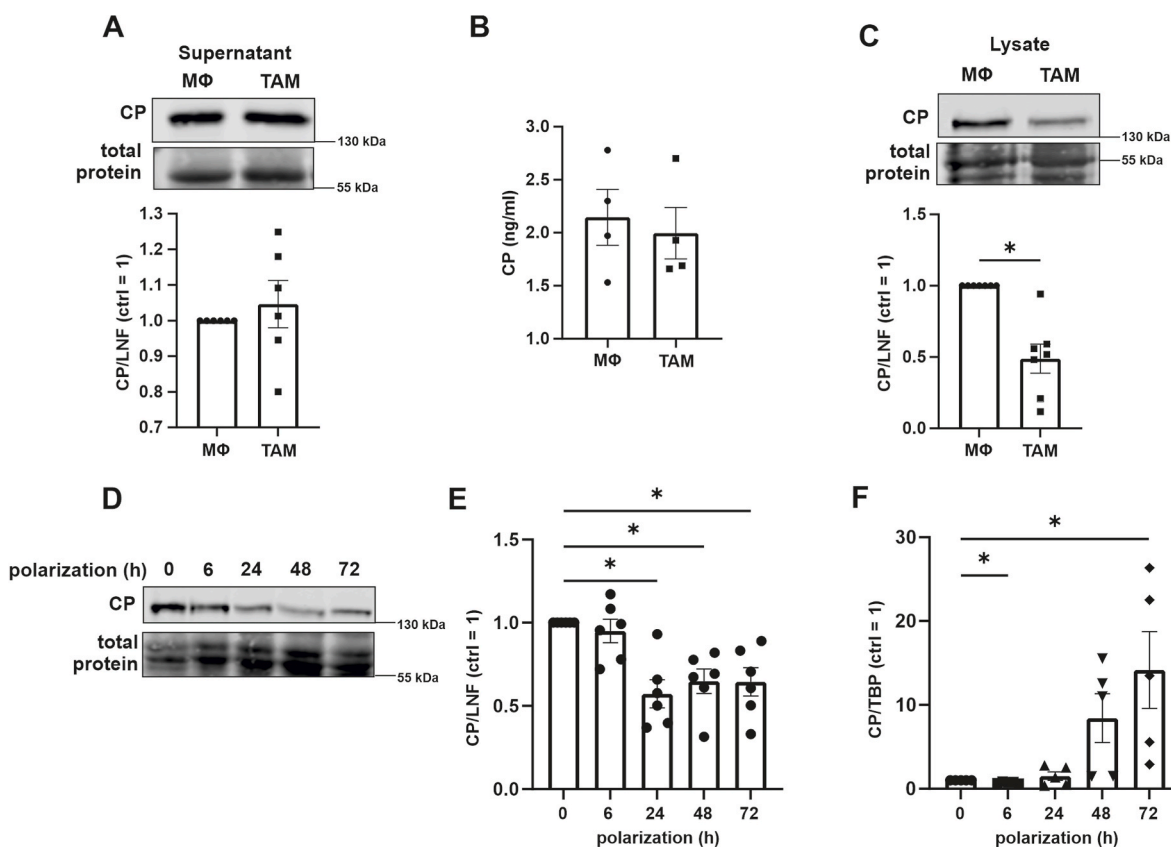 A
Supernatant
MΦ TAM
CP
130 kDa
total
protein
55 kDa
CP/LNF (ctrl = 1)
1.3
1.2
1.1
1.0
0.9
0.8
0.7
MΦ TAM
B
CP (ng/ml)
3.0
2.5
2.0
1.5
1.0
MΦ TAM
C
Lysate
MΦ TAM
CP
130 kDa
total
protein
55 kDa
CP/LNF (ctrl = 1)
1.5
1.0
0.5
0.0
*
MΦ TAM
D
polarization (h) 0 6 24 48 72
CP
130 kDa
total
protein
55 kDa
E
CP/LNF (ctrl = 1)
1.5
1.0
0.5
0.0
*
*
*
0 6 24 48 72
polarization (h)
F
CP/TBP (ctrl = 1)
30
20
10
0
*
*
0 6 24 48 72
polarization (h)